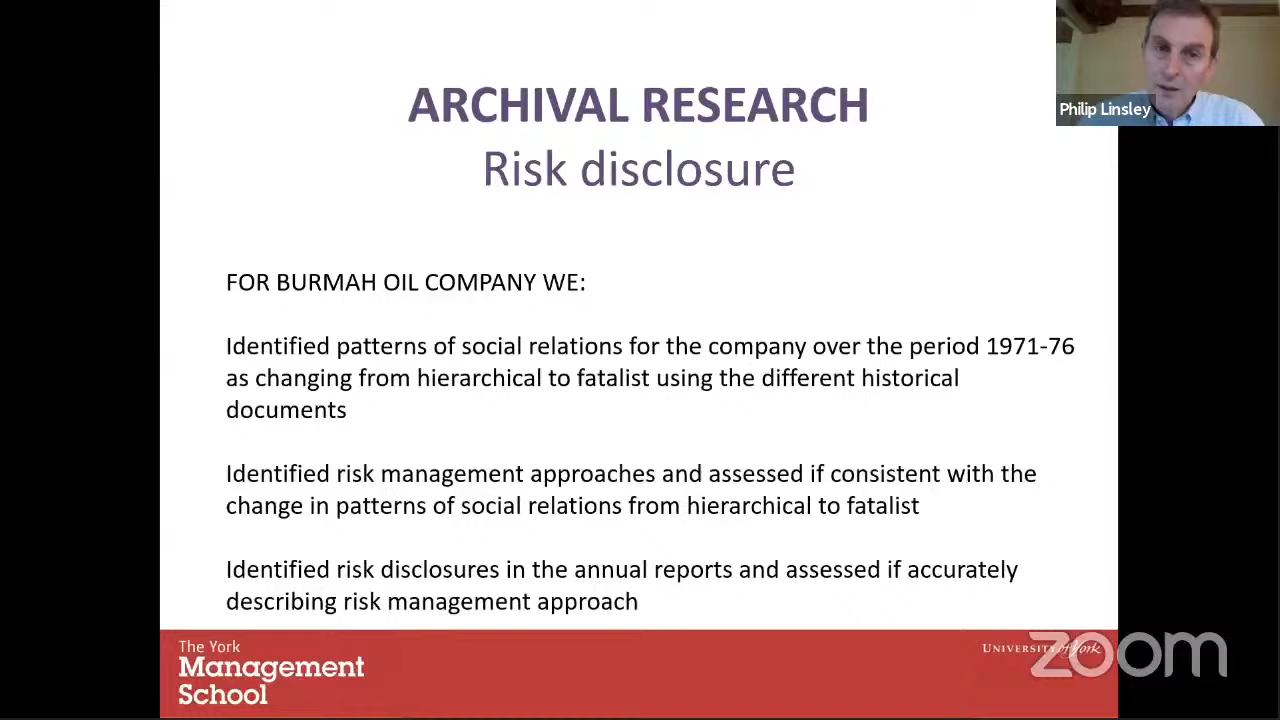 ARCHIVAL RESEARCH
Risk disclosure
Philip Linsley
FOR BURMAH OIL COMPANY WE:
Identified patterns of social relations for the company over the period 1971-76
as changing from hierarchical to fatalist using the different historical
documents
Identified risk management approaches and assessed if consistent with the
change in patterns of social relations from hierarchical to fatalist
Identified risk disclosures in the annual reports and assessed if accurately
describing risk management approach
The York
Management
School
UNIVERSITY of York
zoom